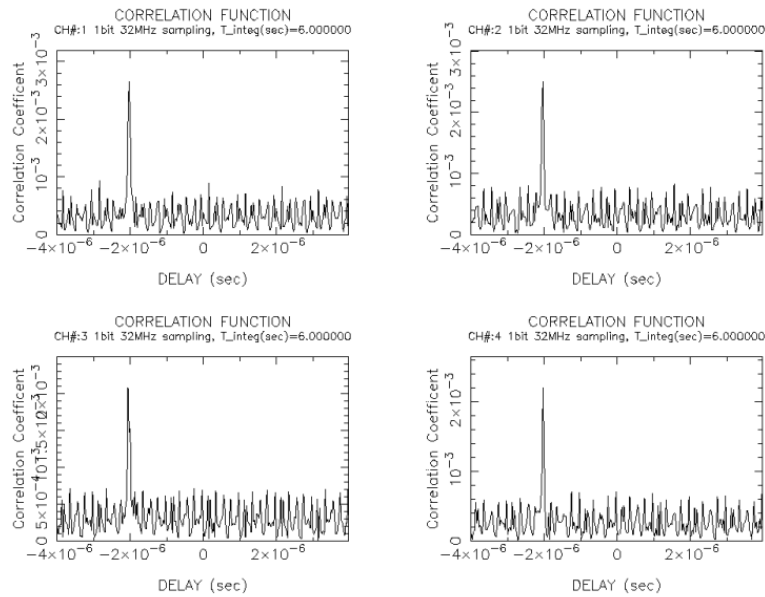 CORRELATION FUNCTION
CH#:1 1bit 32MHz sampling, T_integ(sec)=6.000000
Correlation Coefficent
0 10⁻³ 2×10⁻³ 3×10⁻³
−4×10⁻⁶ −2×10⁻⁶ 0 2×10⁻⁶
DELAY (sec)
CORRELATION FUNCTION
CH#:2 1bit 32MHz sampling, T_integ(sec)=6.000000
Correlation Coefficent
0 10⁻³ 2×10⁻³ 3×10⁻³
−4×10⁻⁶ −2×10⁻⁶ 0 2×10⁻⁶
DELAY (sec)
CORRELATION FUNCTION
CH#:3 1bit 32MHz sampling, T_integ(sec)=6.000000
Correlation Coefficent
0 5×10⁻⁴
−4×10⁻⁶ −2×10⁻⁶ 0 2×10⁻⁶
DELAY (sec)
CORRELATION FUNCTION
CH#:4 1bit 32MHz sampling, T_integ(sec)=6.000000
Correlation Coefficent
0 10⁻³ 2×10⁻³
−4×10⁻⁶ −2×10⁻⁶ 0 2×10⁻⁶
DELAY (sec)